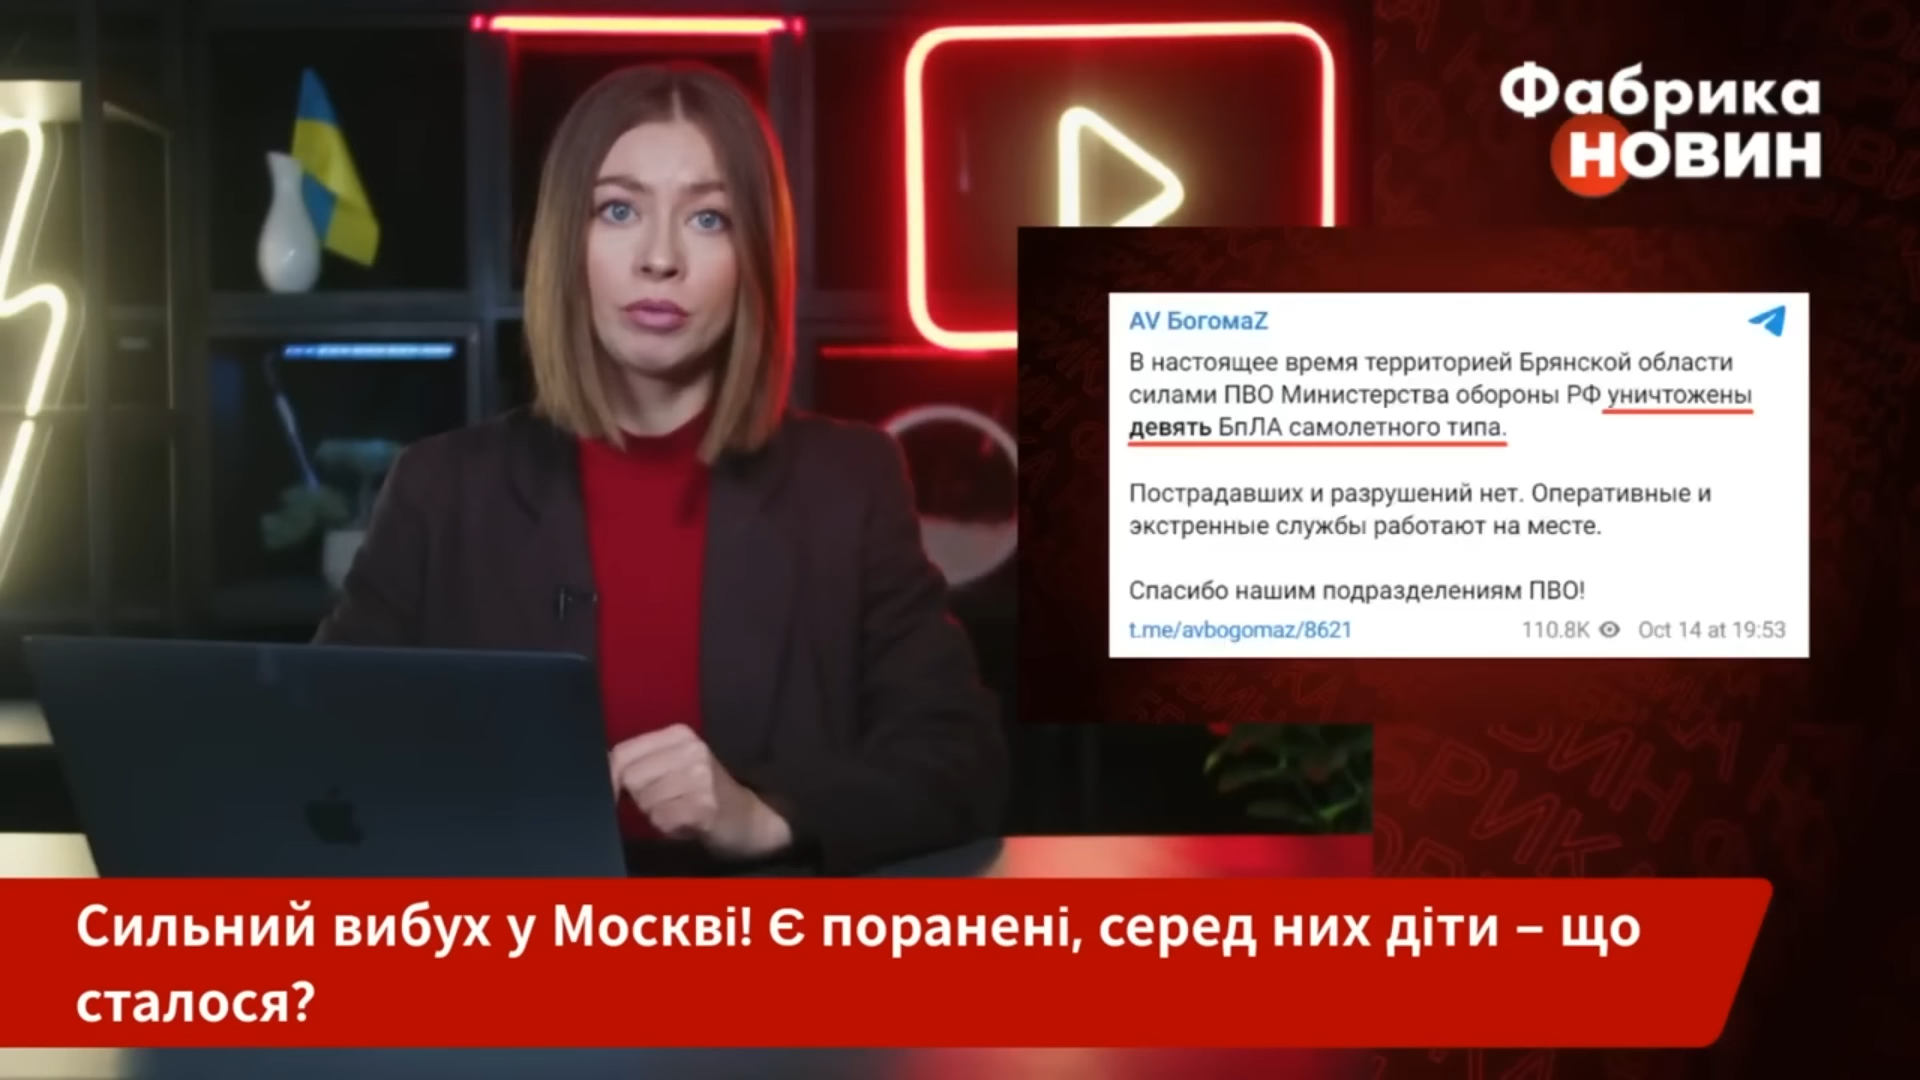 Фабрика
новин
AV БогомаZ
В настоящее время территорией Брянской области
силами ПВО Министерства обороны РФ уничтожены
девять БпЛА самолетного типа.
Пострадавших и разрушений нет. Оперативные и
экстренные службы работают на месте.
Спасибо нашим подразделениям ПВО!
t.me/avbogomaz/8621
110.8K Oct 14 at 19:53
Сильний вибух у Москві! Є поранені, серед них діти – що
сталося?